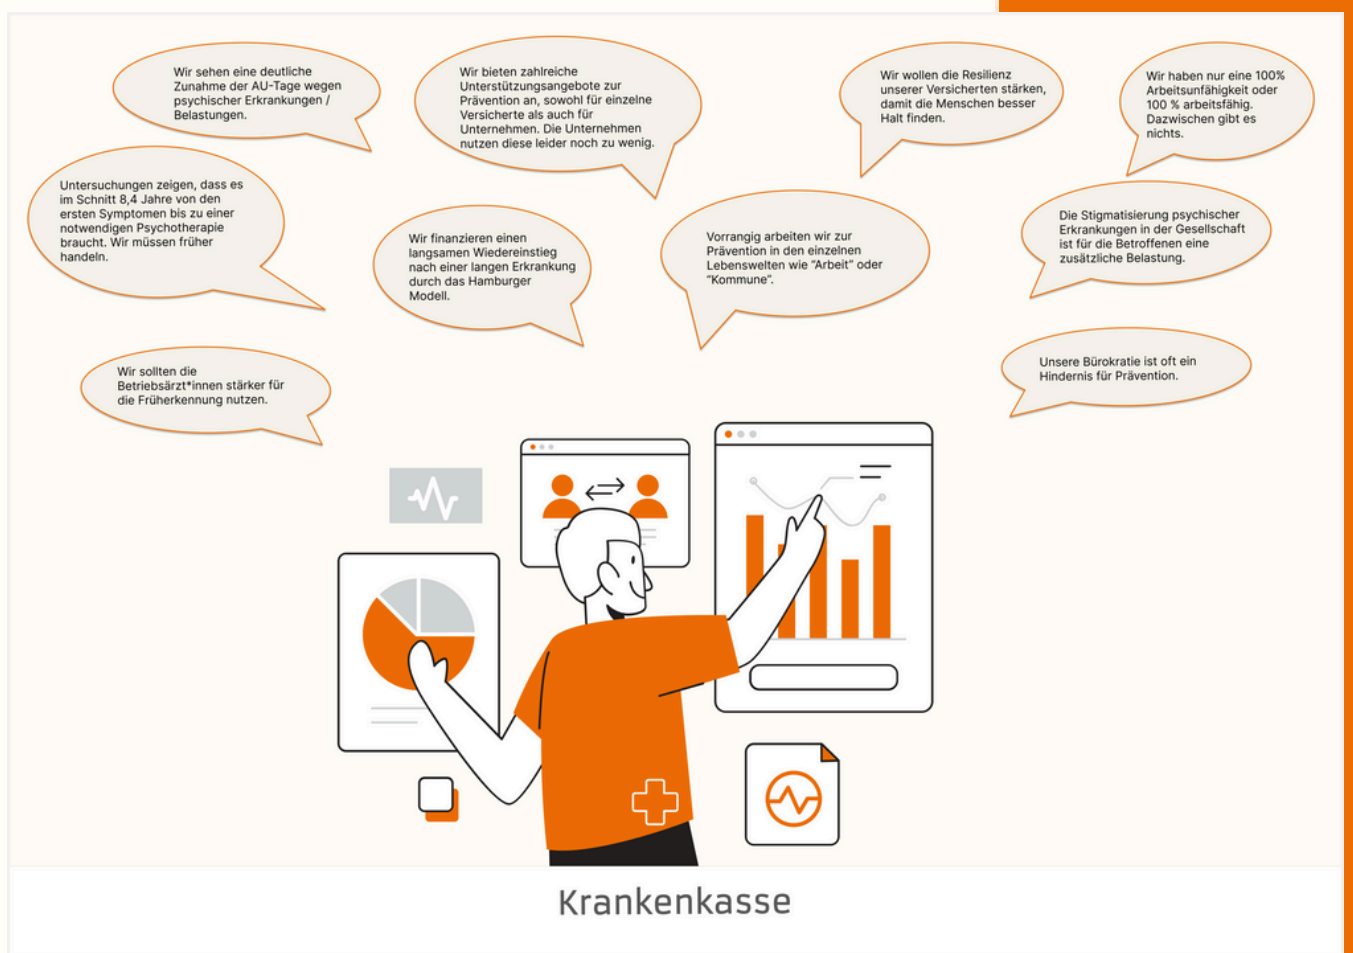 Wir sehen eine deutliche
Zunahme der AU-Tage wegen
psychischer Erkrankungen /
Belastungen.
Wir bieten zahlreiche
Unterstützungsangebote zur
Prävention an, sowohl für einzelne
Versicherte als auch für
Unternehmen. Die Unternehmen
nutzen diese leider noch zu wenig.
Wir wollen die Resilienz
unserer Versicherten stärken,
damit die Menschen besser
Halt finden.
Wir haben nur eine 100%
Arbeitsunfähigkeit oder
100 % arbeitsfähig.
Dazwischen gibt es
nichts.
Untersuchungen zeigen, dass es
im Schnitt 8,4 Jahre von den
ersten Symptomen bis zu einer
notwendigen Psychotherapie
braucht. Wir müssen früher
handeln.
Wir finanzieren einen
langsamen Wiedereinstieg
nach einer langen Erkrankung
durch das Hamburger
Modell.
Vorrangig arbeiten wir zur
Prävention in den einzelnen
Lebenswelten wie "Arbeit" oder
"Kommune".
Die Stigmatisierung psychischer
Erkrankungen in der Gesellschaft
ist für die Betroffenen eine
zusätzliche Belastung.
Wir sollten die
Betriebsärzt*innen stärker für
die Früherkennung nutzen.
Unsere Bürokratie ist oft ein
Hindernis für Prävention.
Krankenkasse